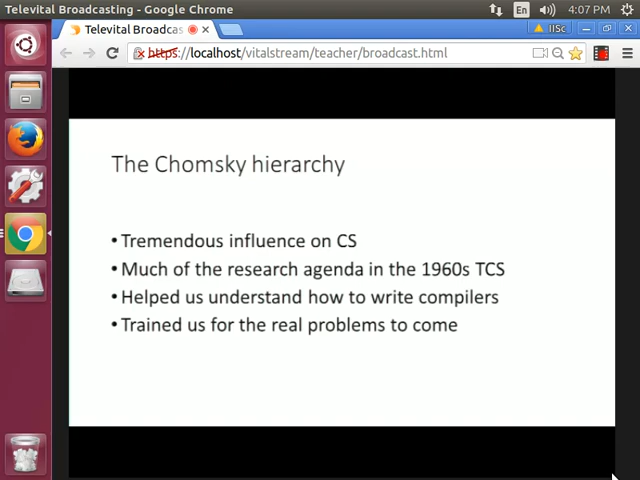 Televital Broadcasting - Google Chrome
En
4:07 PM
Televital Broadcas
IISc
https://localhost/vitalstream/teacher/broadcast.html
The Chomsky hierarchy
• Tremendous influence on CS
• Much of the research agenda in the 1960s TCS
• Helped us understand how to write compilers
• Trained us for the real problems to come